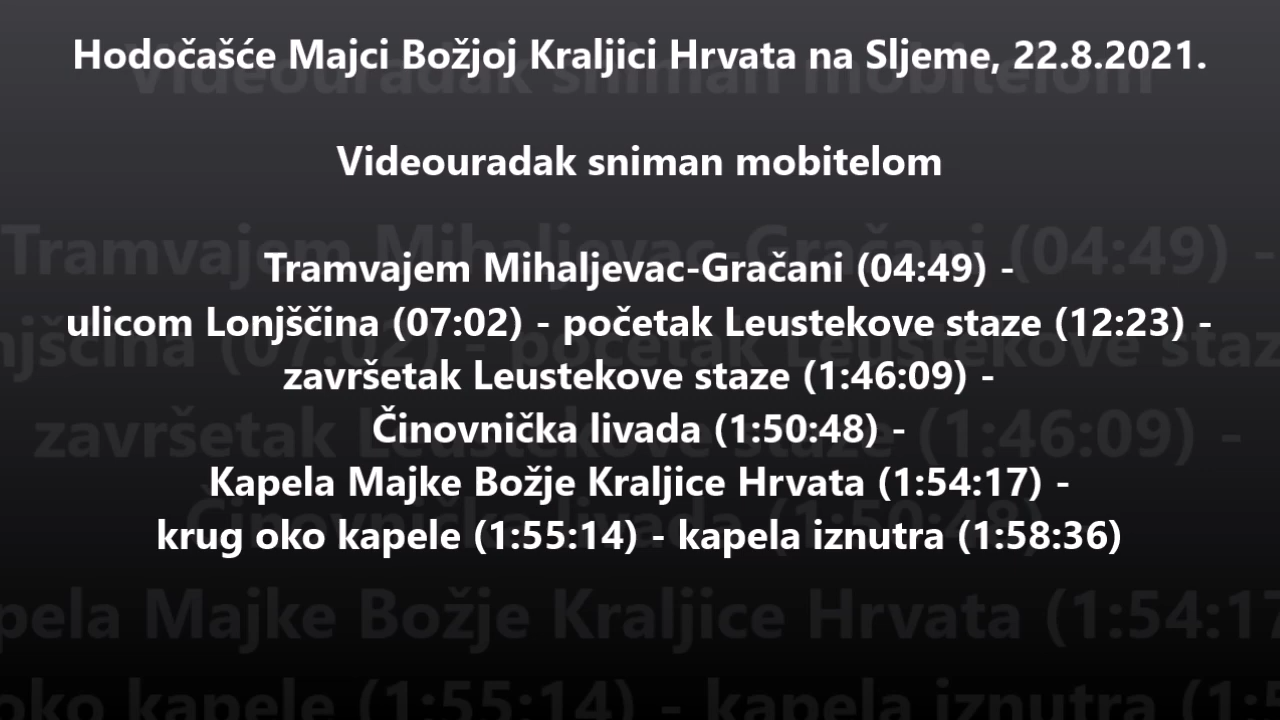 Hodočašće Majci Božjoj Kraljici Hrvata na Sljeme, 22.8.2021.
Videouradak sniman mobitelom
Tramvajem Mihaljevac-Gračani (04:49) -
ulicom Lonjščina (07:02) - početak Leustekove staze (12:23) -
završetak Leustekove staze (1:46:09) -
Činovnička livada (1:50:48) -
Kapela Majke Božje Kraljice Hrvata (1:54:17) -
krug oko kapele (1:55:14) - kapela iznutra (1:58:36)